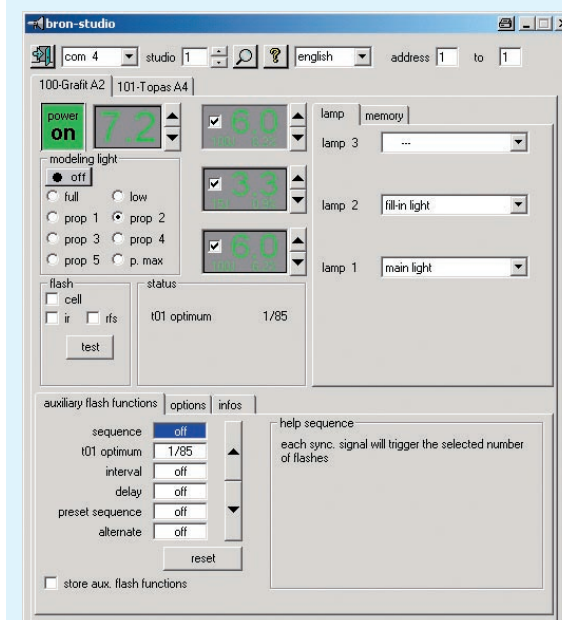 bron-studio
com 4 studio 1 english address 1 to 1
100-Grafit A2 101-Topas A4
power
on
7.2
6.0
3.3
6.0
modeling light
off
full low
prop 1 prop 2
prop 3 prop 4
prop 5 p. max
flash
cell
ir rfs
test
status
t01 optimum 1/85
lamp memory
lamp 3 ---
lamp 2 fill-in light
lamp 1 main light
auxiliary flash functions options infos
sequence off
t01 optimum 1/85
interval off
delay off
preset sequence off
alternate off
reset
store aux. flash functions
help sequence
each sync. signal will trigger the selected number
of flashes